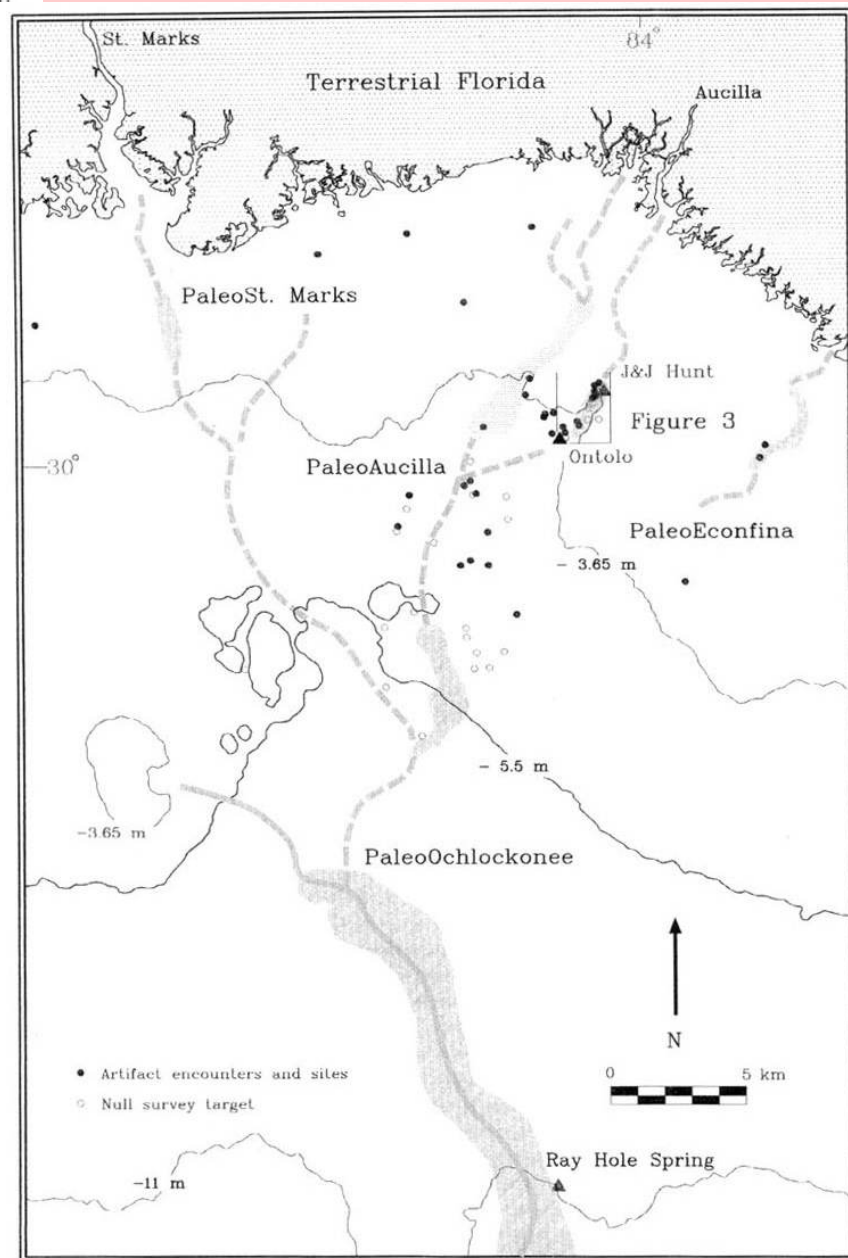 St. Marks
84°
Terrestrial Florida
Aucilla
PaleoSt. Marks
J&J Hunt
Figure 3
30°
PaleoAucilla
Ontolo
PaleoEconfina
- 3.65 m
- 5.5 m
-3.65 m
PaleoOchlockonee
N
0 5 km
Artifact encounters and sites
Null survey target
Ray Hole Spring
-11 m